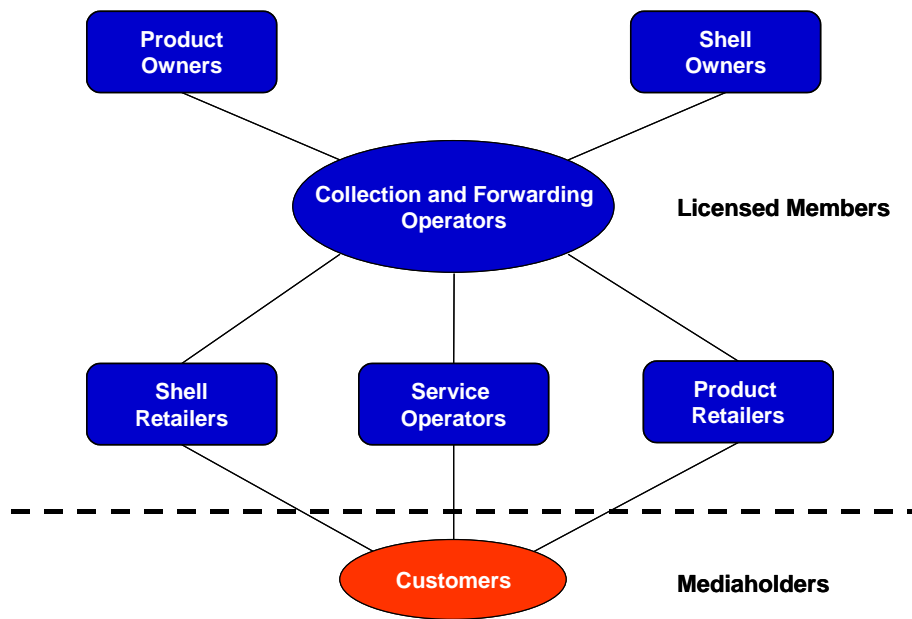 Product
Owners
Shell
Owners
Collection and Forwarding
Operators
Licensed Members
Shell
Retailers
Service
Operators
Product
Retailers
Customers
Mediaholders